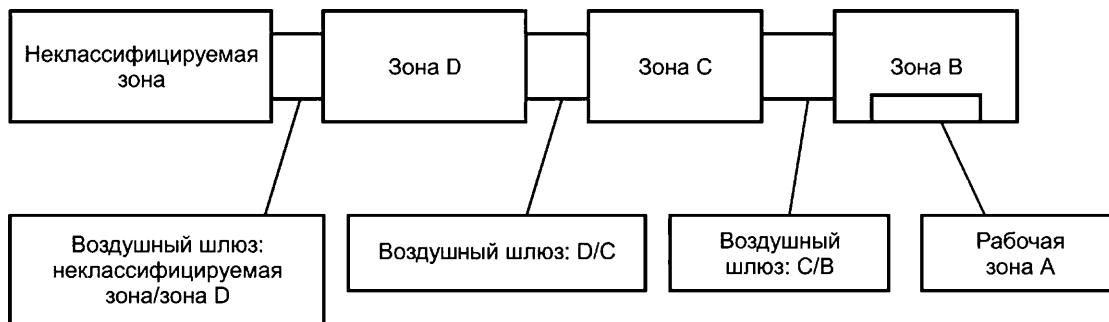 Неклассифицируемая
зона
Зона D
Зона C
Зона B
Воздушный шлюз:
неклассифицируемая
зона/зона D
Воздушный шлюз: D/C
Воздушный
шлюз: C/B
Рабочая
зона A